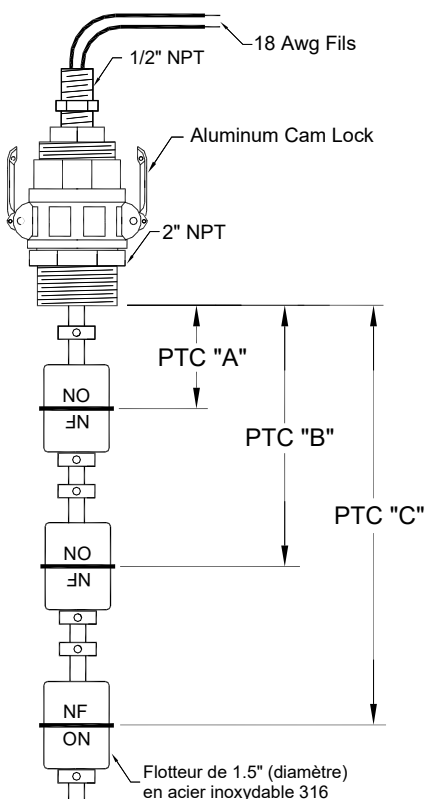 18 Awg Fils
1/2" NPT
Aluminum Cam Lock
2" NPT
PTC "A"
NO
NF
PTC "B"
NO
NF
PTC "C"
NF
NO
Flotteur de 1.5" (diamètre)
en acier inoxydable 316